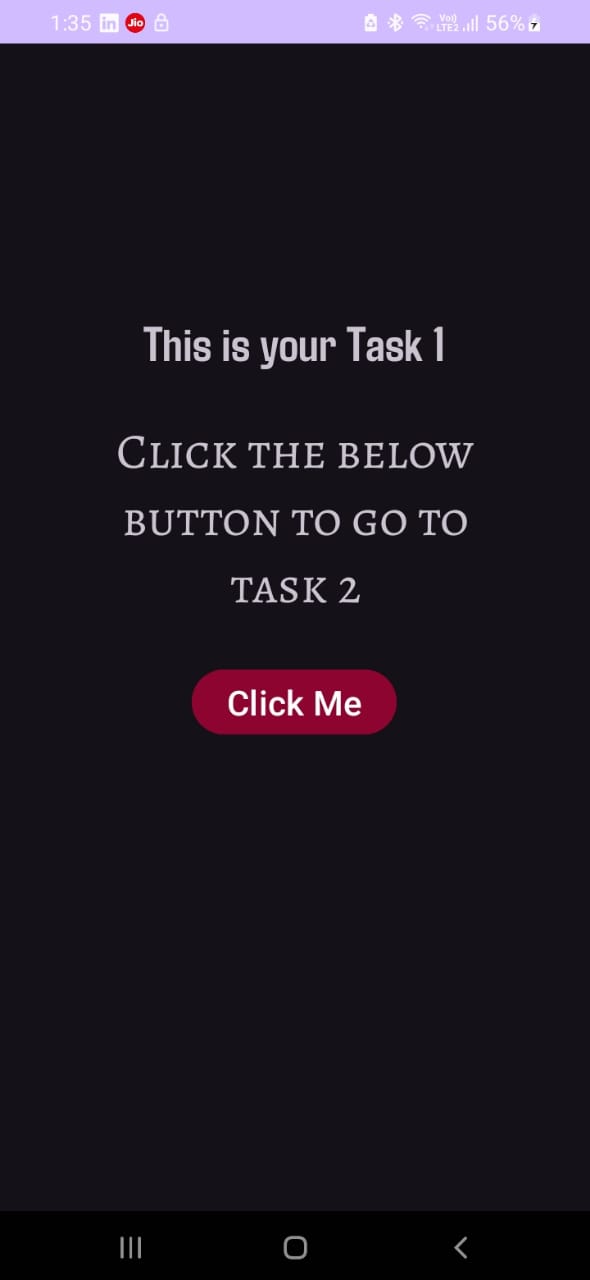 1:35 in Jio Vo)) LTE2 56%
This is your Task 1
CLICK THE BELOW
BUTTON TO GO TO
TASK 2
Click Me